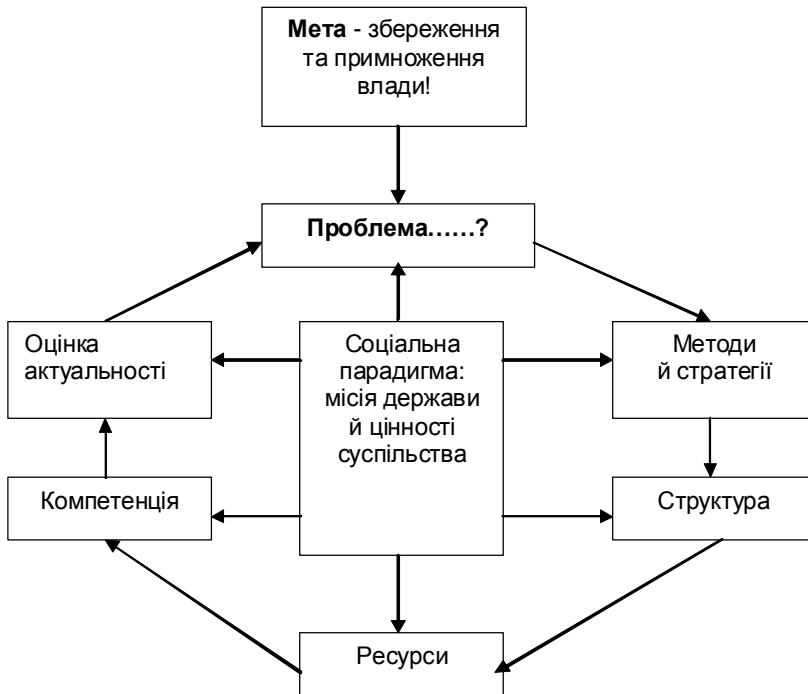 Мета - збереження
та примноження
влади!
Проблема……?
Оцінка
актуальності
Соціальна
парадигма:
місія держави
й цінності
суспільства
Методи
й стратегії
Компетенція
Структура
Ресурси